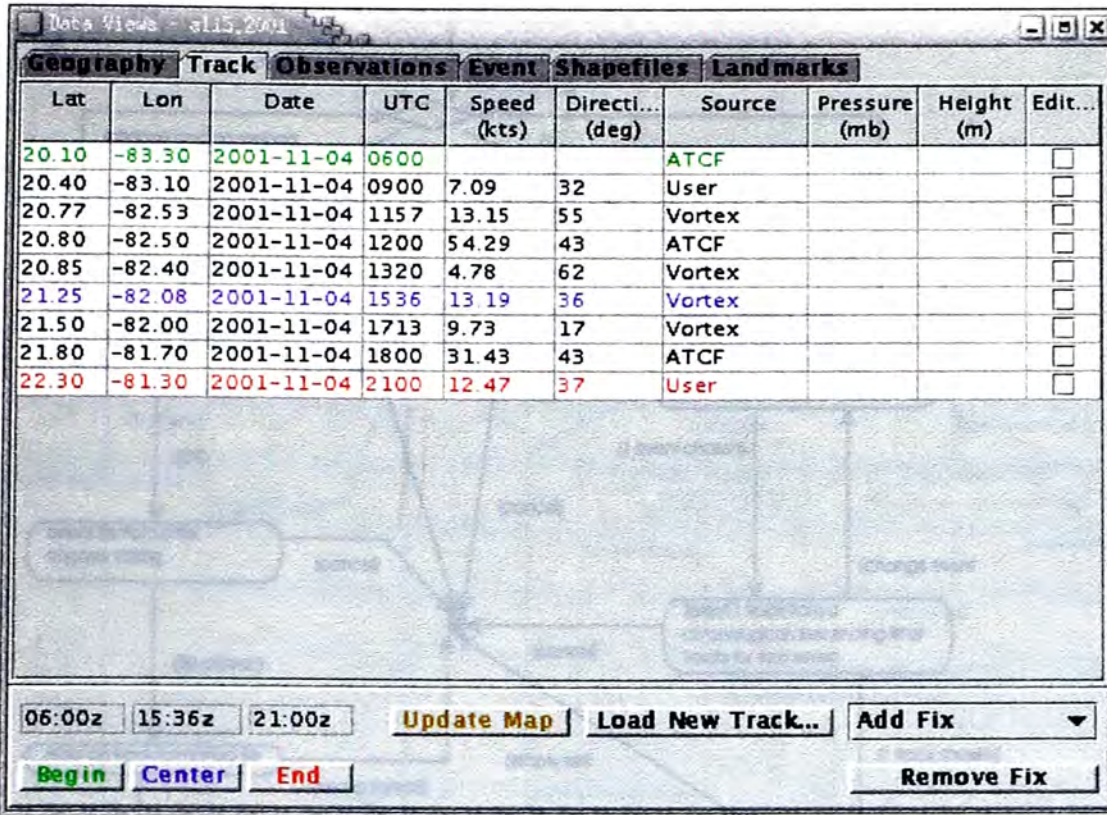 Data Views - al15,2001
Geography Track Observations Event Shapefiles Landmarks
Lat Lon Date UTC Speed (kts) Directi... (deg) Source Pressure (mb) Height (m) Edit...
20.10 -83.30 2001-11-04 0600 ATCF
20.40 -83.10 2001-11-04 0900 7.09 32 User
20.77 -82.53 2001-11-04 1157 13.15 55 Vortex
20.80 -82.50 2001-11-04 1200 54.29 43 ATCF
20.85 -82.40 2001-11-04 1320 4.78 62 Vortex
21.25 -82.08 2001-11-04 1536 13.19 36 Vortex
21.50 -82.00 2001-11-04 1713 9.73 17 Vortex
21.80 -81.70 2001-11-04 1800 31.43 43 ATCF
22.30 -81.30 2001-11-04 2100 12.47 37 User
06:00z 15:36z 21:00z Update Map Load New Track... Add Fix
Begin Center End Remove Fix